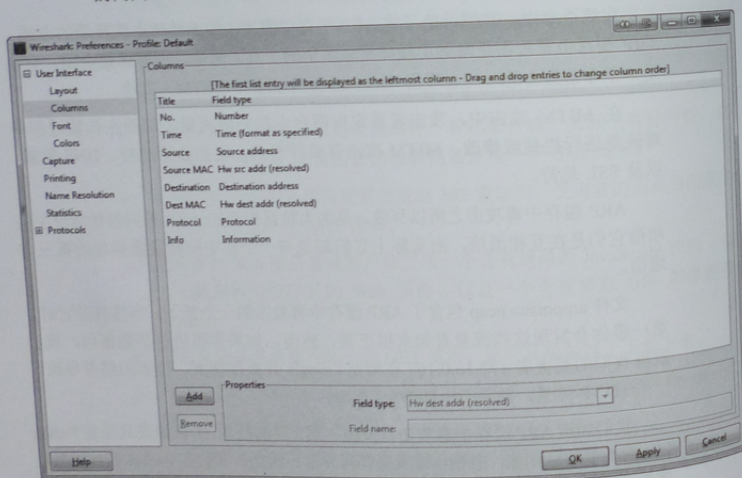 Wireshark: Preferences - Profile: Default
User Interface
Layout
Columns
Font
Colors
Capture
Printing
Name Resolution
Statistics
Protocols
Columns
[The first list entry will be displayed as the leftmost column - Drag and drop entries to change column order]
Title Field type
No. Number
Time Time (format as specified)
Source Source address
Source MAC Hw src addr (resolved)
Destination Destination address
Dest MAC Hw dest addr (resolved)
Protocol Protocol
Info Information
Add
Remove
Properties
Field type: Hw dest addr (resolved)
Field name:
Help
OK
Apply
Cancel